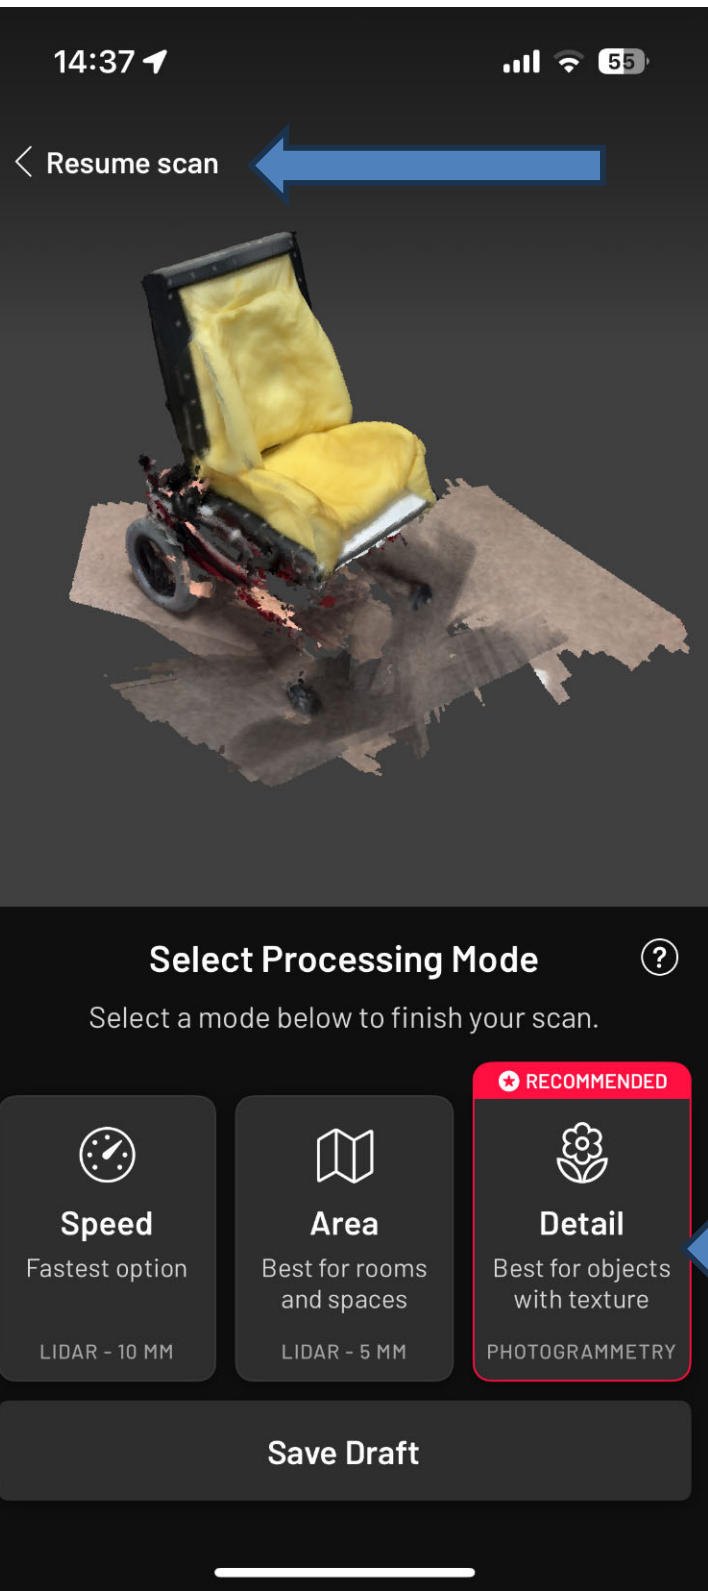 14:37
55
Resume scan
Select Processing Mode
?
Select a mode below to finish your scan.
RECOMMENDED
Speed
Fastest option
LIDAR - 10 MM
Area
Best for rooms
and spaces
LIDAR - 5 MM
Detail
Best for objects
with texture
PHOTOGRAMMETRY
Save Draft